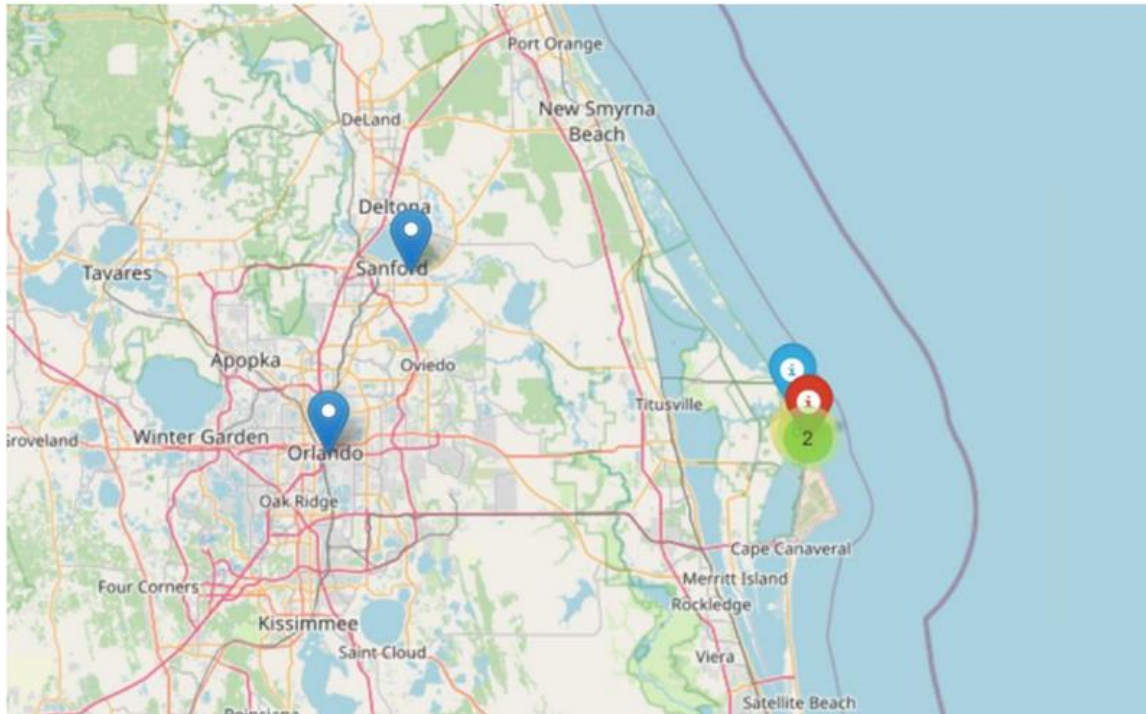 Port Orange
New Smyrna
Beach
DeLand
Deltona
Sanford
Tavares
Apopka
Oviedo
Titusville
Groveland
Winter Garden
Orlando
2
Oak Ridge
Cape Canaveral
Four Corners
Merritt Island
Rockledge
Kissimmee
Saint Cloud
Viera
Satellite Beach